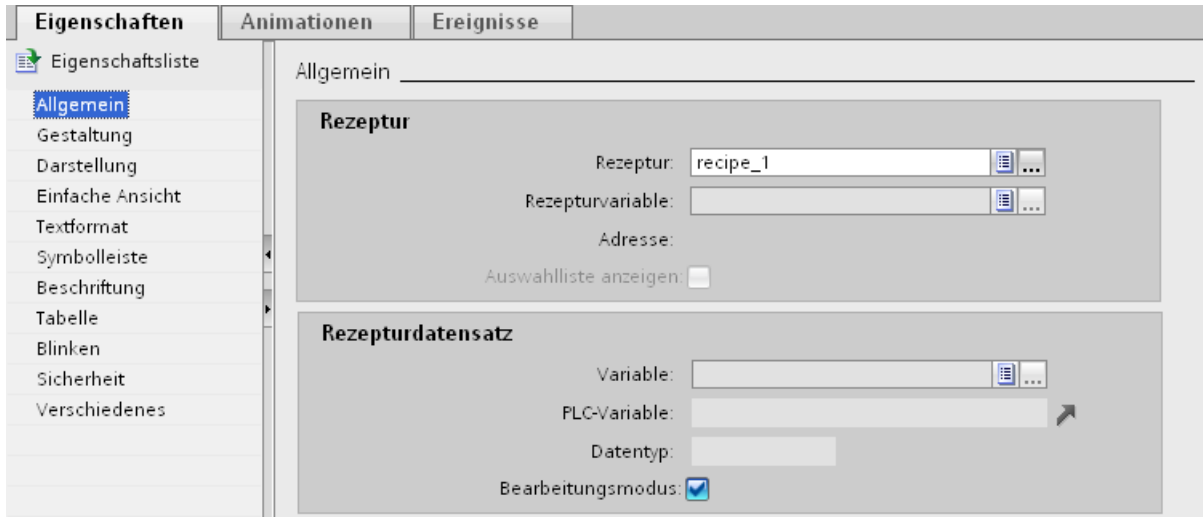 Eigenschaften Animationen Ereignisse
Eigenschaftsliste
Allgemein
Gestaltung
Darstellung
Einfache Ansicht
Textformat
Symbolleiste
Beschriftung
Tabelle
Blinken
Sicherheit
Verschiedenes
Allgemein
Rezeptur
Rezeptur: recipe_1 ...
Rezepturvariable: ...
Adresse:
Auswahlliste anzeigen:
Rezepturdatensatz
Variable: ...
PLC-Variable:
Datentyp:
Bearbeitungsmodus: